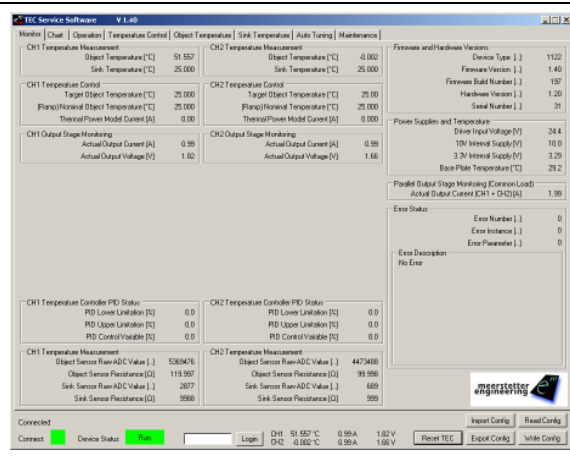 TEC Service Software V 1.40
Monitor Chart Operation Temperature Control Object Temperature Sink Temperature Auto Tuning Maintenance
CH1 Temperature Measurement
Object Temperature [°C] 51.557
Sink Temperature [°C] 25.000
CH1 Temperature Control
Target Object Temperature [°C] 25.000
(Ramp) Nominal Object Temperature [°C] 25.000
Thermal Power Model Current [A] 0.00
CH1 Output Stage Monitoring
Actual Output Current [A] 0.99
Actual Output Voltage [V] 1.82
CH1 Temperature Controller PID Status
PID Lower Limitation [%] 0.0
PID Upper Limitation [%] 0.0
PID Control Variable [%] 0.0
CH1 Temperature Measurement
Object Sensor Raw ADC Value [..] 5369476
Object Sensor Resistance [Ω] 119.997
Sink Sensor Raw ADC Value [..] 2877
Sink Sensor Resistance [Ω] 9988
CH2 Temperature Measurement
Object Temperature [°C] -0.002
Sink Temperature [°C] 25.000
CH2 Temperature Control
Target Object Temperature [°C] 25.00
(Ramp) Nominal Object Temperature [°C] 25.000
Thermal Power Model Current [A] 0.000
CH2 Output Stage Monitoring
Actual Output Current [A] 0.99
Actual Output Voltage [V] 1.66
CH2 Temperature Controller PID Status
PID Lower Limitation [%] 0.0
PID Upper Limitation [%] 0.0
PID Control Variable [%] 0.0
CH2 Temperature Measurement
Object Sensor Raw ADC Value [..] 4473488
Object Sensor Resistance [Ω] 99.998
Sink Sensor Raw ADC Value [..] 689
Sink Sensor Resistance [Ω] 999
Firmware and Hardware Versions
Device Type [..] 1122
Firmware Version [..] 1.40
Firmware Build Number [..] 197
Hardware Version [..] 1.20
Serial Number [..] 31
Power Supplies and Temperature
Driver Input Voltage [V] 24.4
10V Internal Supply [V] 10.0
3.3V Internal Supply [V] 3.29
Base Plate Temperature [°C] 29.2
Parallel Output Stage Monitoring (Common Load)
Actual Output Current (CH1 + CH2) [A] 1.99
Error Status
Error Number [..] 0
Error Instance [..] 0
Error Parameter [..] 0
Error Description
No Error
meerstetter
engineering
Connected
Connect Device Status Run Login
CH1 51.557 °C 0.99 A 1.82 V
CH2 -0.002 °C 0.99 A 1.66 V
Reset TEC
Import Config Read Config
Export Config Write Config